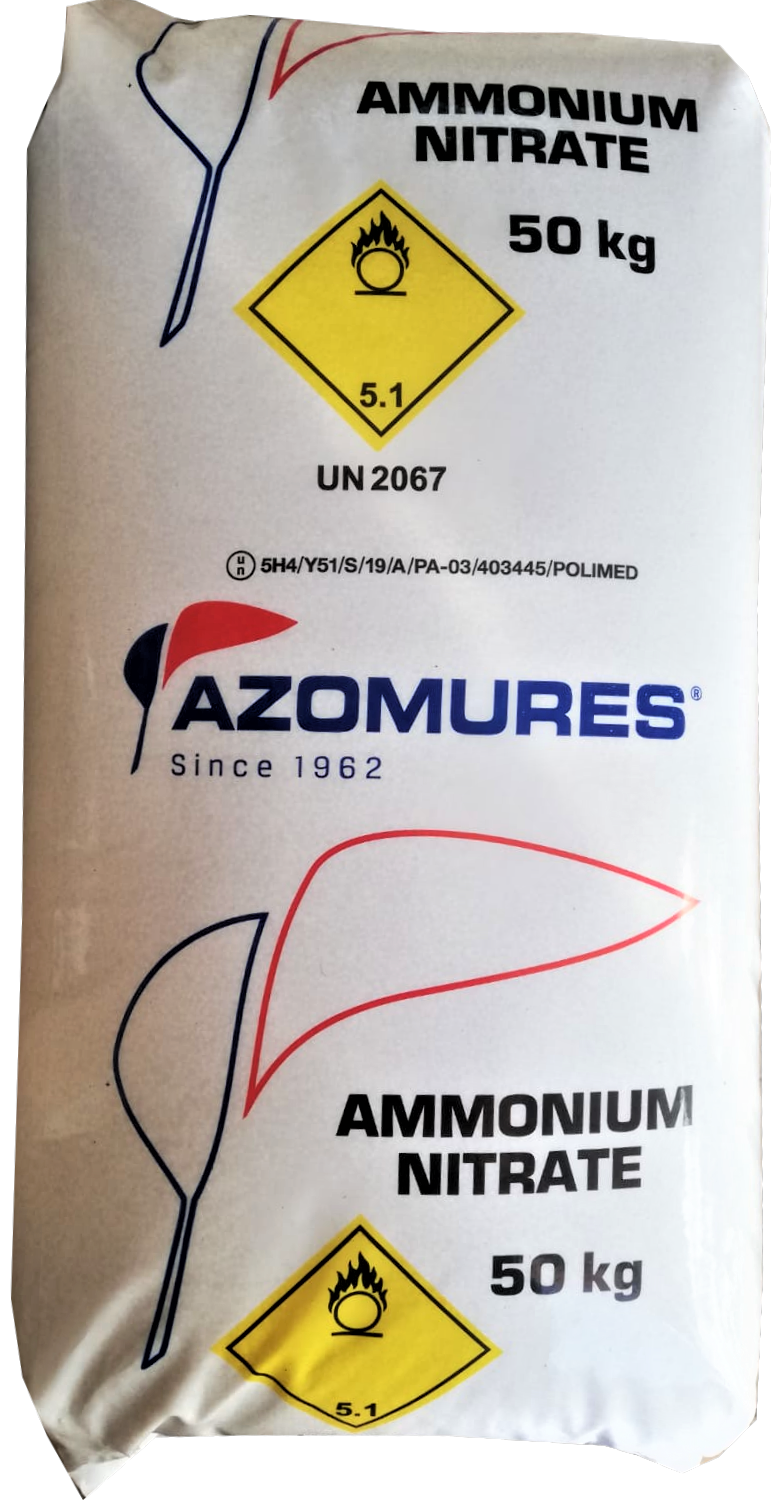 AMMONIUM
NITRATE
50 kg
5.1
UN 2067
un 5H4/Y51/S/19/A/PA-03/403445/POLIMED
AZOMURES®
Since 1962
AMMONIUM
NITRATE
50 kg
5.1